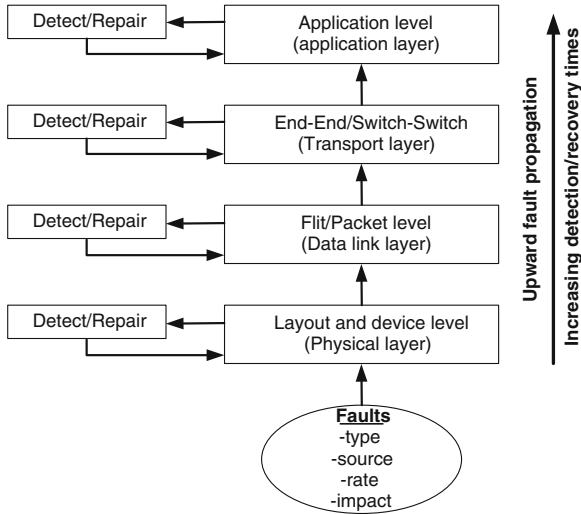 Detect/Repair
Application level
(application layer)
Detect/Repair
End-End/Switch-Switch
(Transport layer)
Detect/Repair
Flit/Packet level
(Data link layer)
Detect/Repair
Layout and device level
(Physical layer)
Faults
-type
-source
-rate
-impact
Upward fault propagation
Increasing detection/recovery times